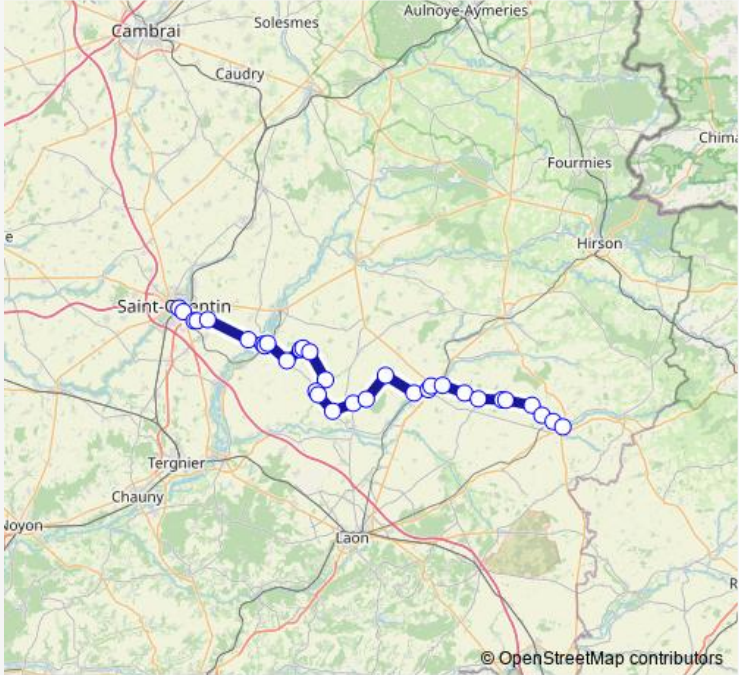 Aulnoye-Aymeries
Solesmes
Cambrai
Caudry
Chima
Fourmies
e
Hirson
Saint-Quentin
Tergnier
Chauny
Noyon
Laon
R
© OpenStreetMap contributors